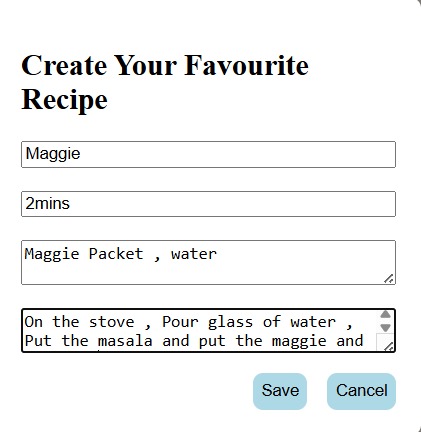 Create Your Favourite
Recipe
Maggie
2mins
Maggie Packet , water
On the stove , Pour glass of water ,
Put the masala and put the maggie and
Save
Cancel